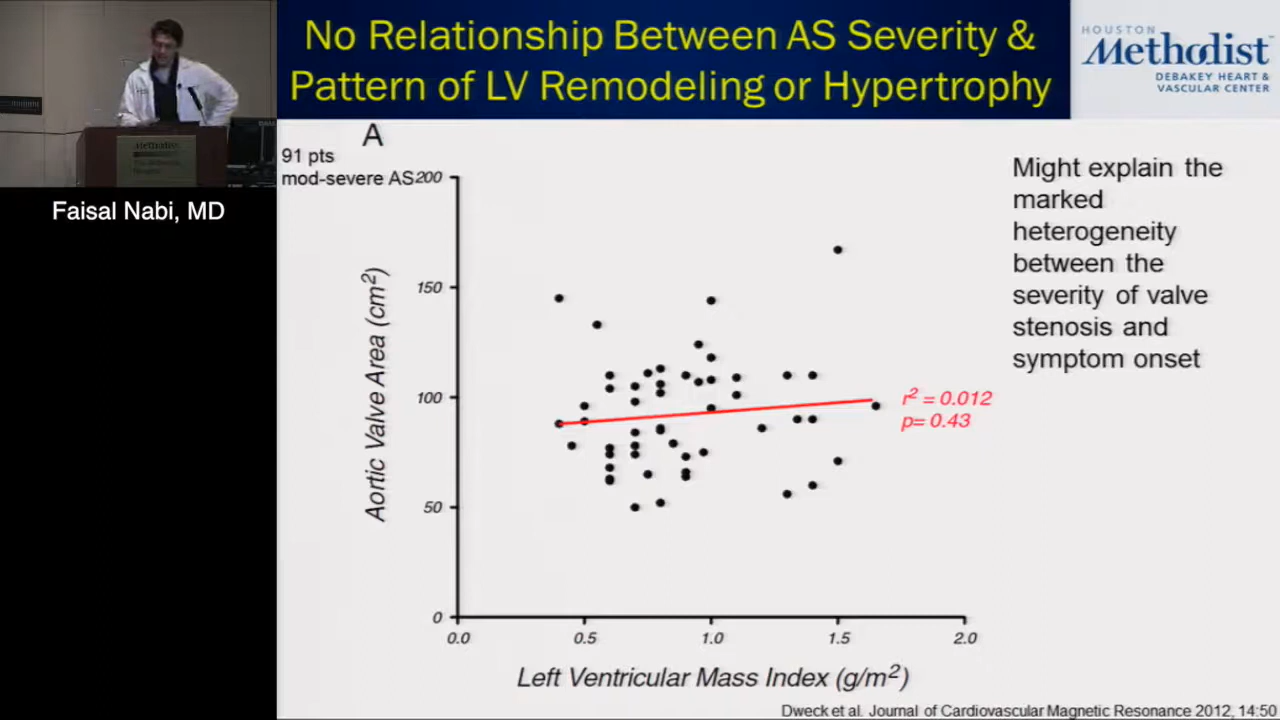 No Relationship Between AS Severity &
Pattern of LV Remodeling or Hypertrophy
HOUSTON
Methodist
DEBAKEY HEART &
VASCULAR CENTER
Methodist
Faisal Nabi, MD
A
91 pts
mod-severe AS
200
150
100
50
0
Aortic Valve Area (cm²)
0.0
0.5
1.0
1.5
2.0
Left Ventricular Mass Index (g/m²)
r² = 0.012
p= 0.43
Might explain the
marked
heterogeneity
between the
severity of valve
stenosis and
symptom onset
Dweck et al. Journal of Cardiovascular Magnetic Resonance 2012, 14:50